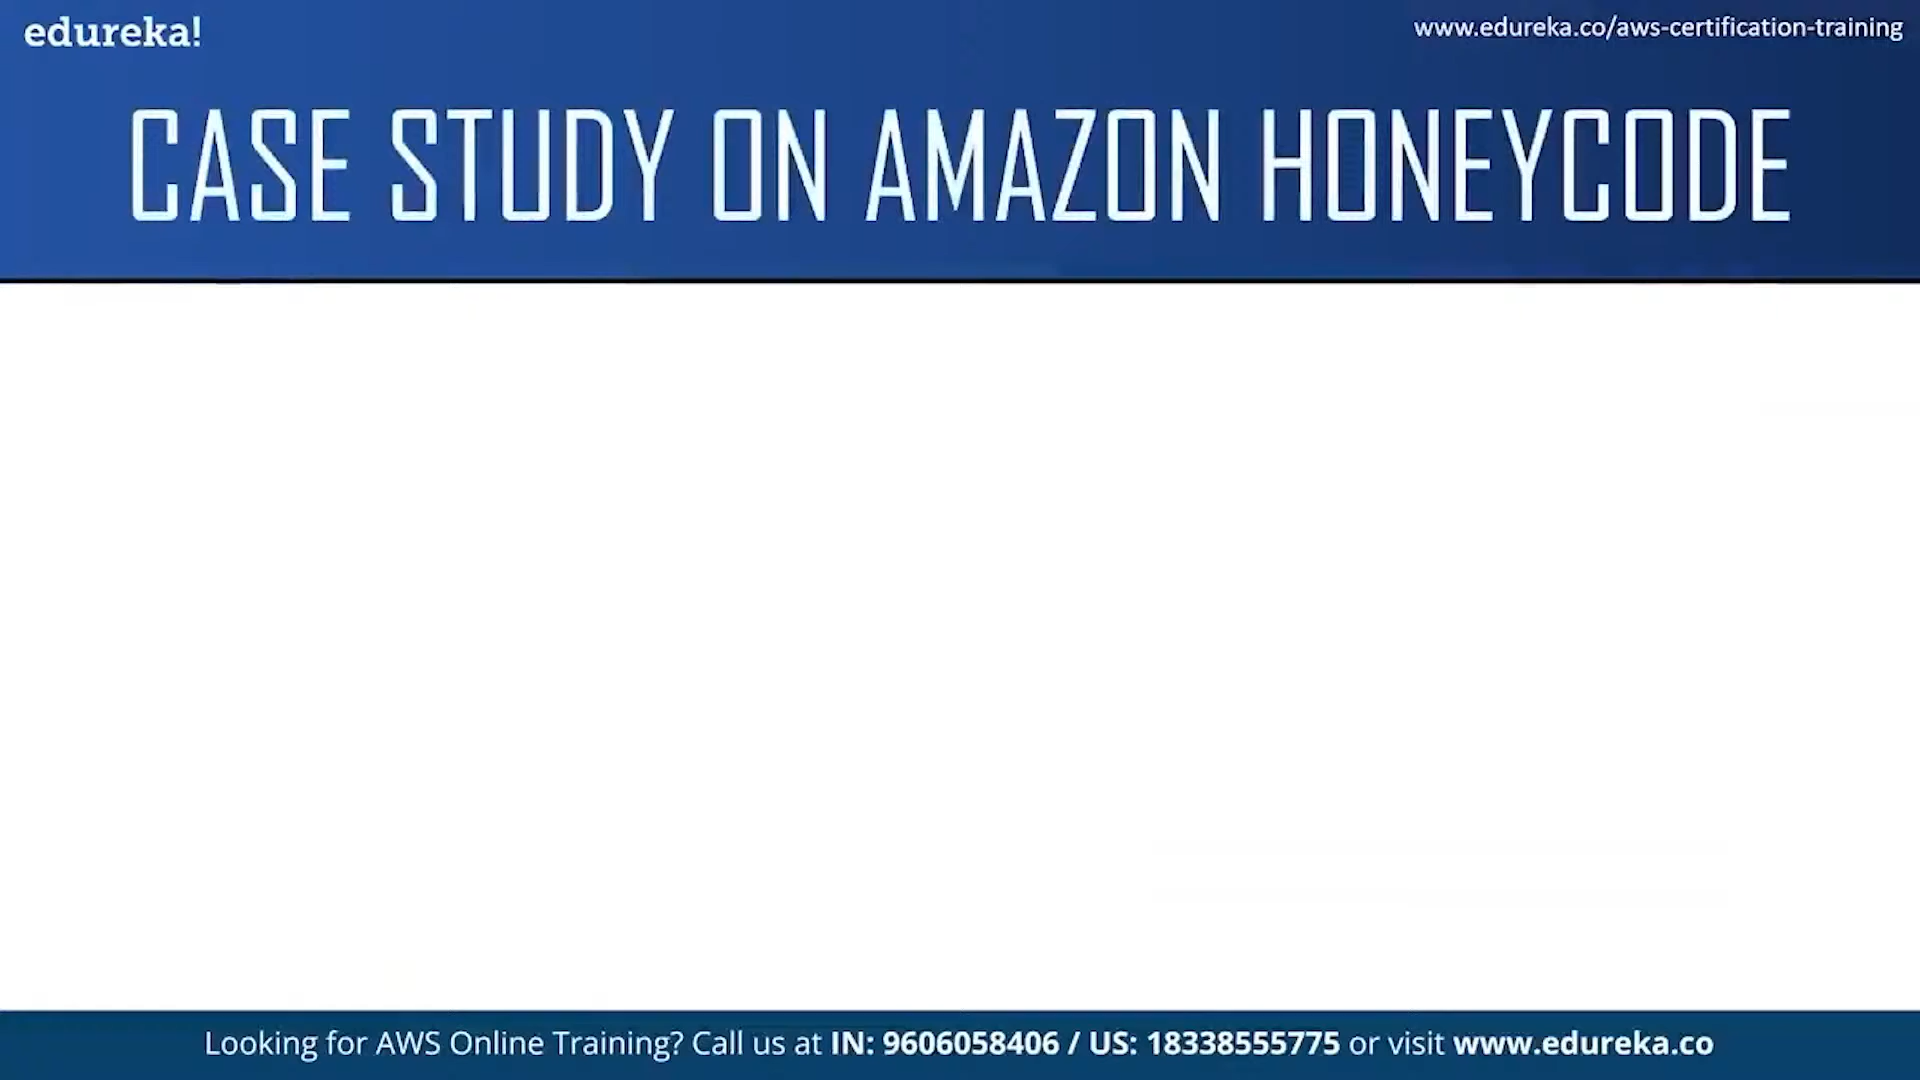 edureka!
www.edureka.co/aws-certification-training
CASE STUDY ON AMAZON HONEYCODE
Looking for AWS Online Training? Call us at IN: 9606058406 / US: 18338555775 or visit www.edureka.co